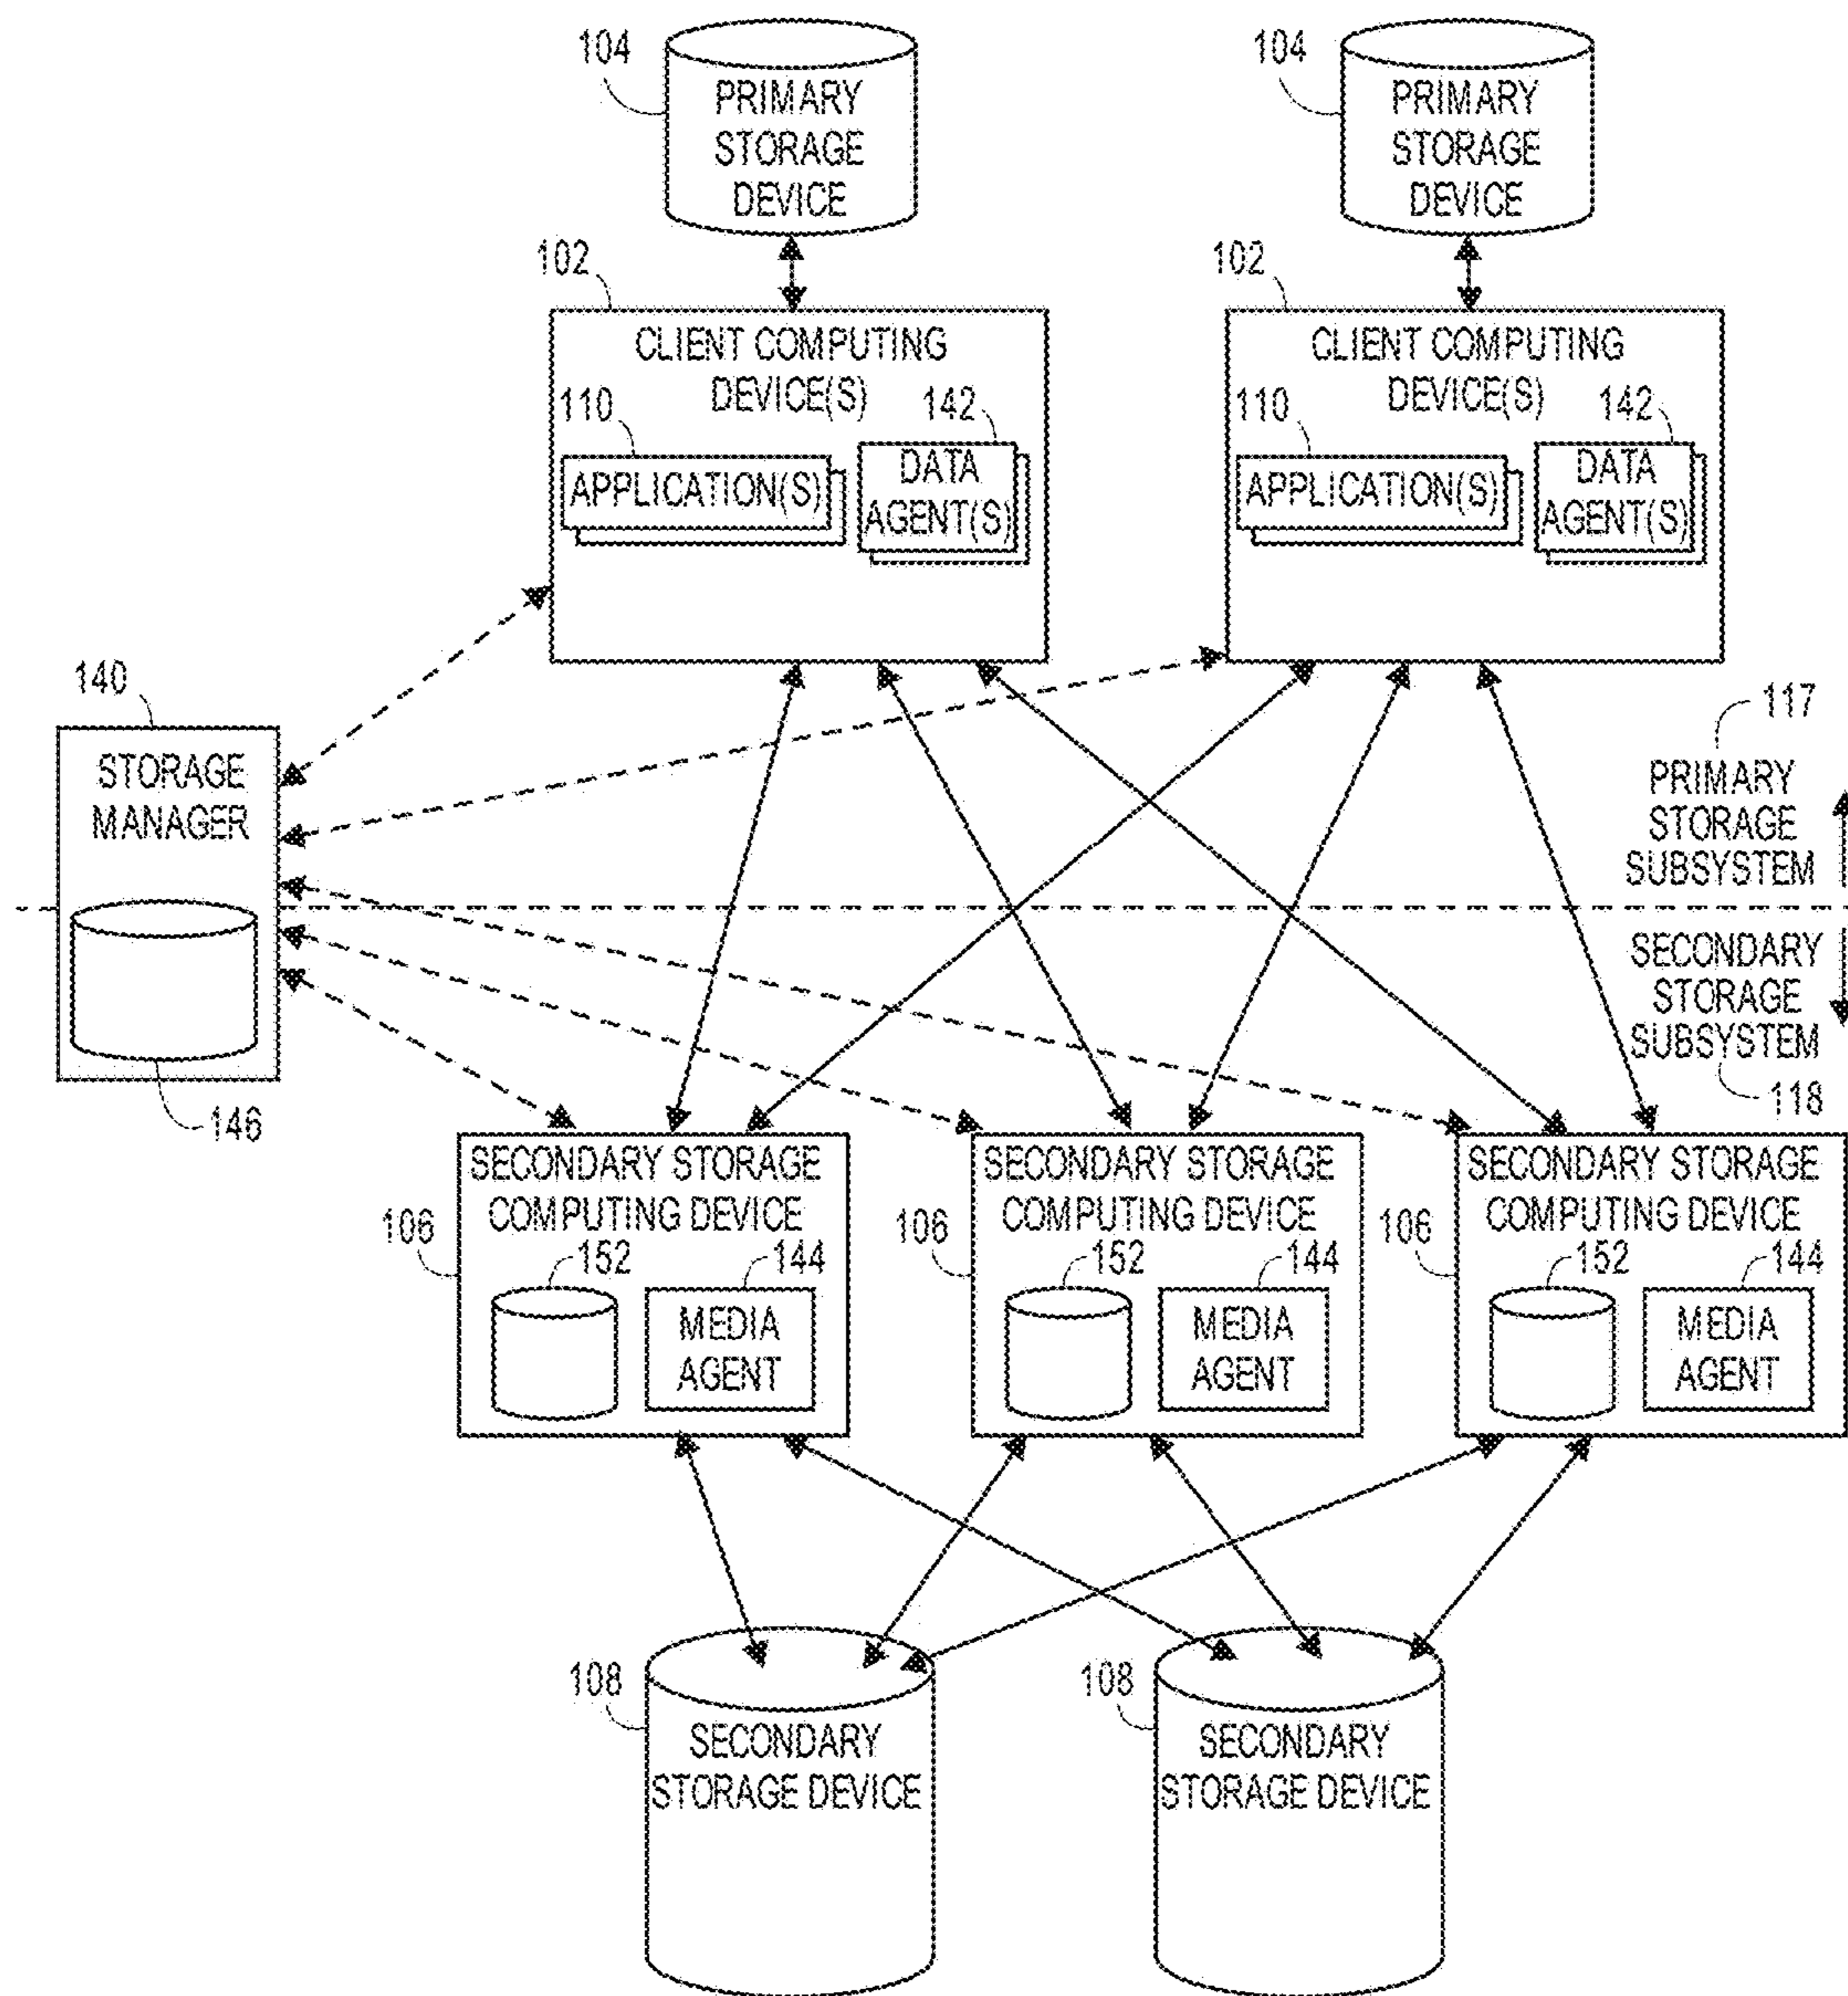 104
PRIMARY
STORAGE
DEVICE
104
PRIMARY
STORAGE
DEVICE
102
CLIENT COMPUTING
DEVICE(S)
110
142
APPLICATION(S)
DATA
AGENT(S)
102
CLIENT COMPUTING
DEVICE(S)
110
142
APPLICATION(S)
DATA
AGENT(S)
140
STORAGE
MANAGER
146
117
PRIMARY
STORAGE
SUBSYSTEM
SECONDARY
STORAGE
SUBSYSTEM
118
106
SECONDARY STORAGE
COMPUTING DEVICE
152
144
MEDIA
AGENT
106
SECONDARY STORAGE
COMPUTING DEVICE
152
144
MEDIA
AGENT
106
SECONDARY STORAGE
COMPUTING DEVICE
152
144
MEDIA
AGENT
108
SECONDARY
STORAGE DEVICE
108
SECONDARY
STORAGE DEVICE